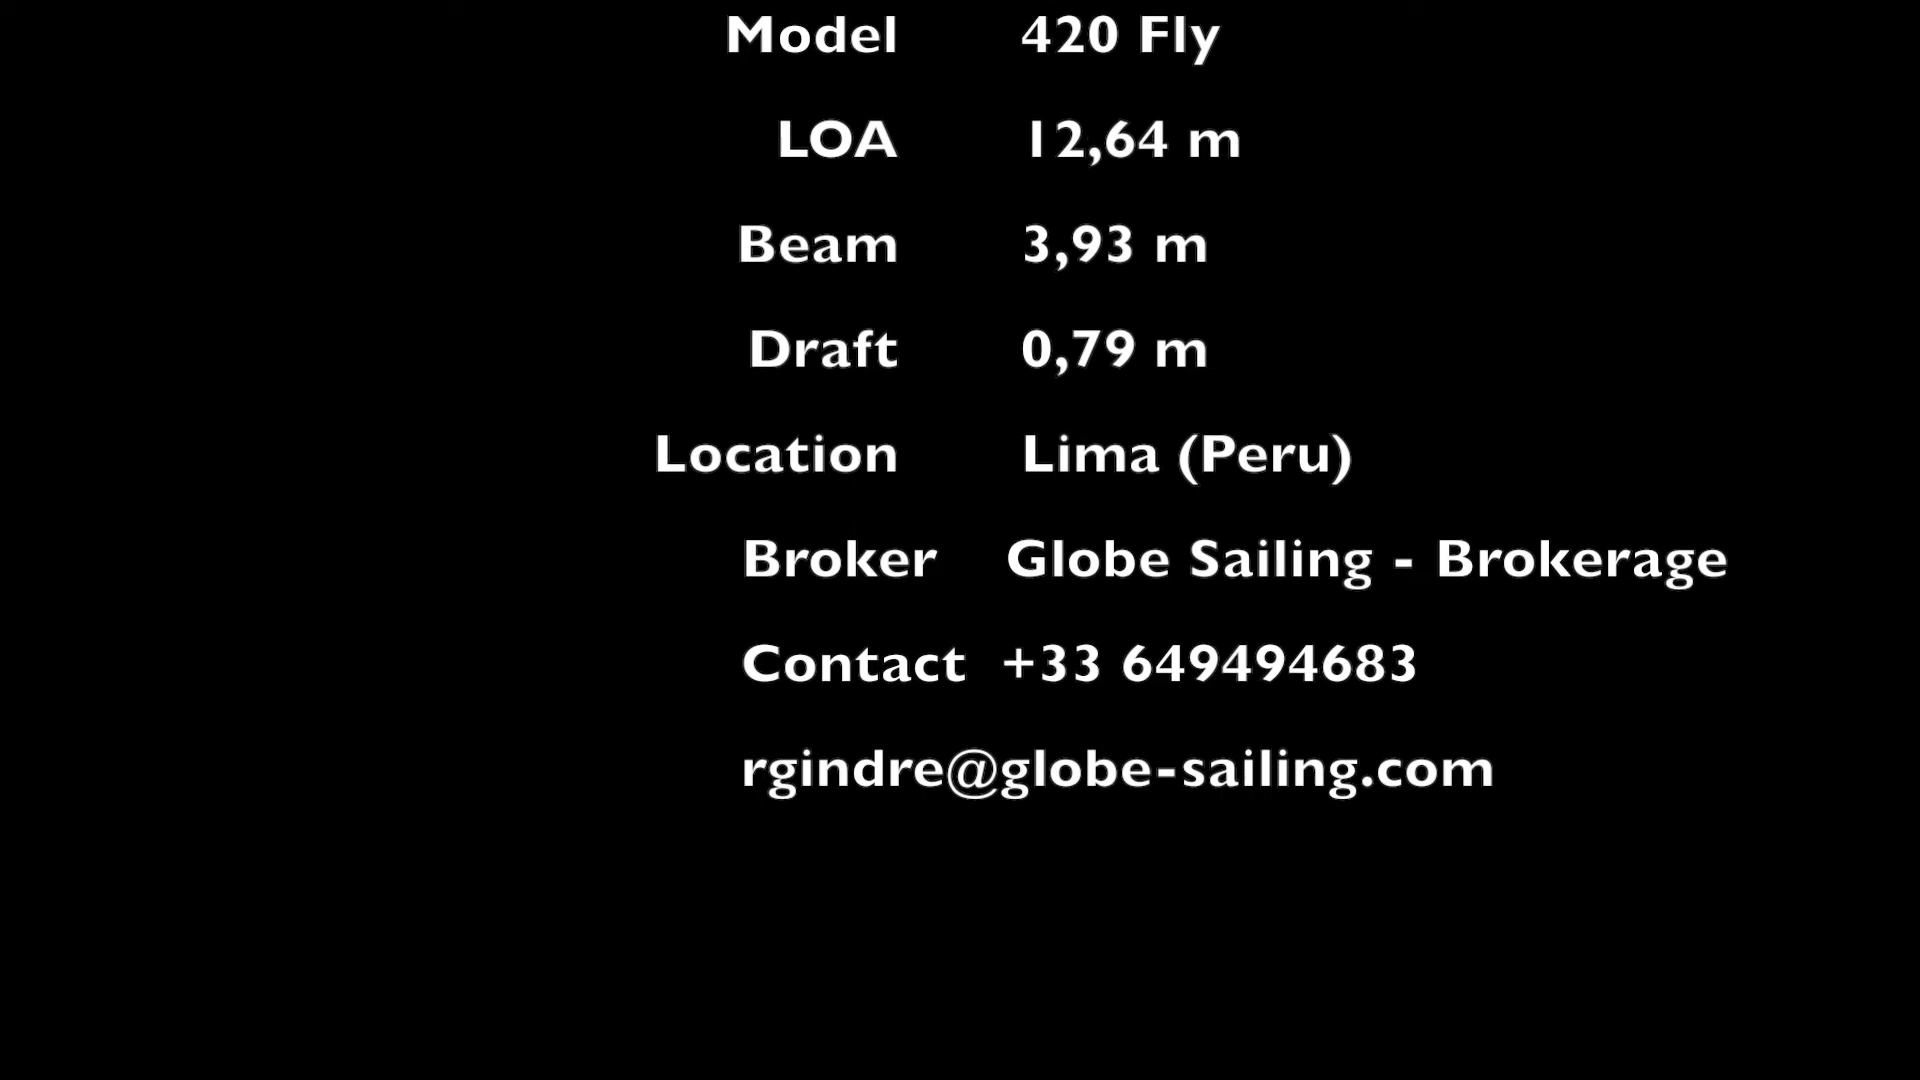 Model 420 Fly
LOA 12,64 m
Beam 3,93 m
Draft 0,79 m
Location Lima (Peru)
Broker Globe Sailing - Brokerage
Contact +33 649494683
rgindre@globe-sailing.com